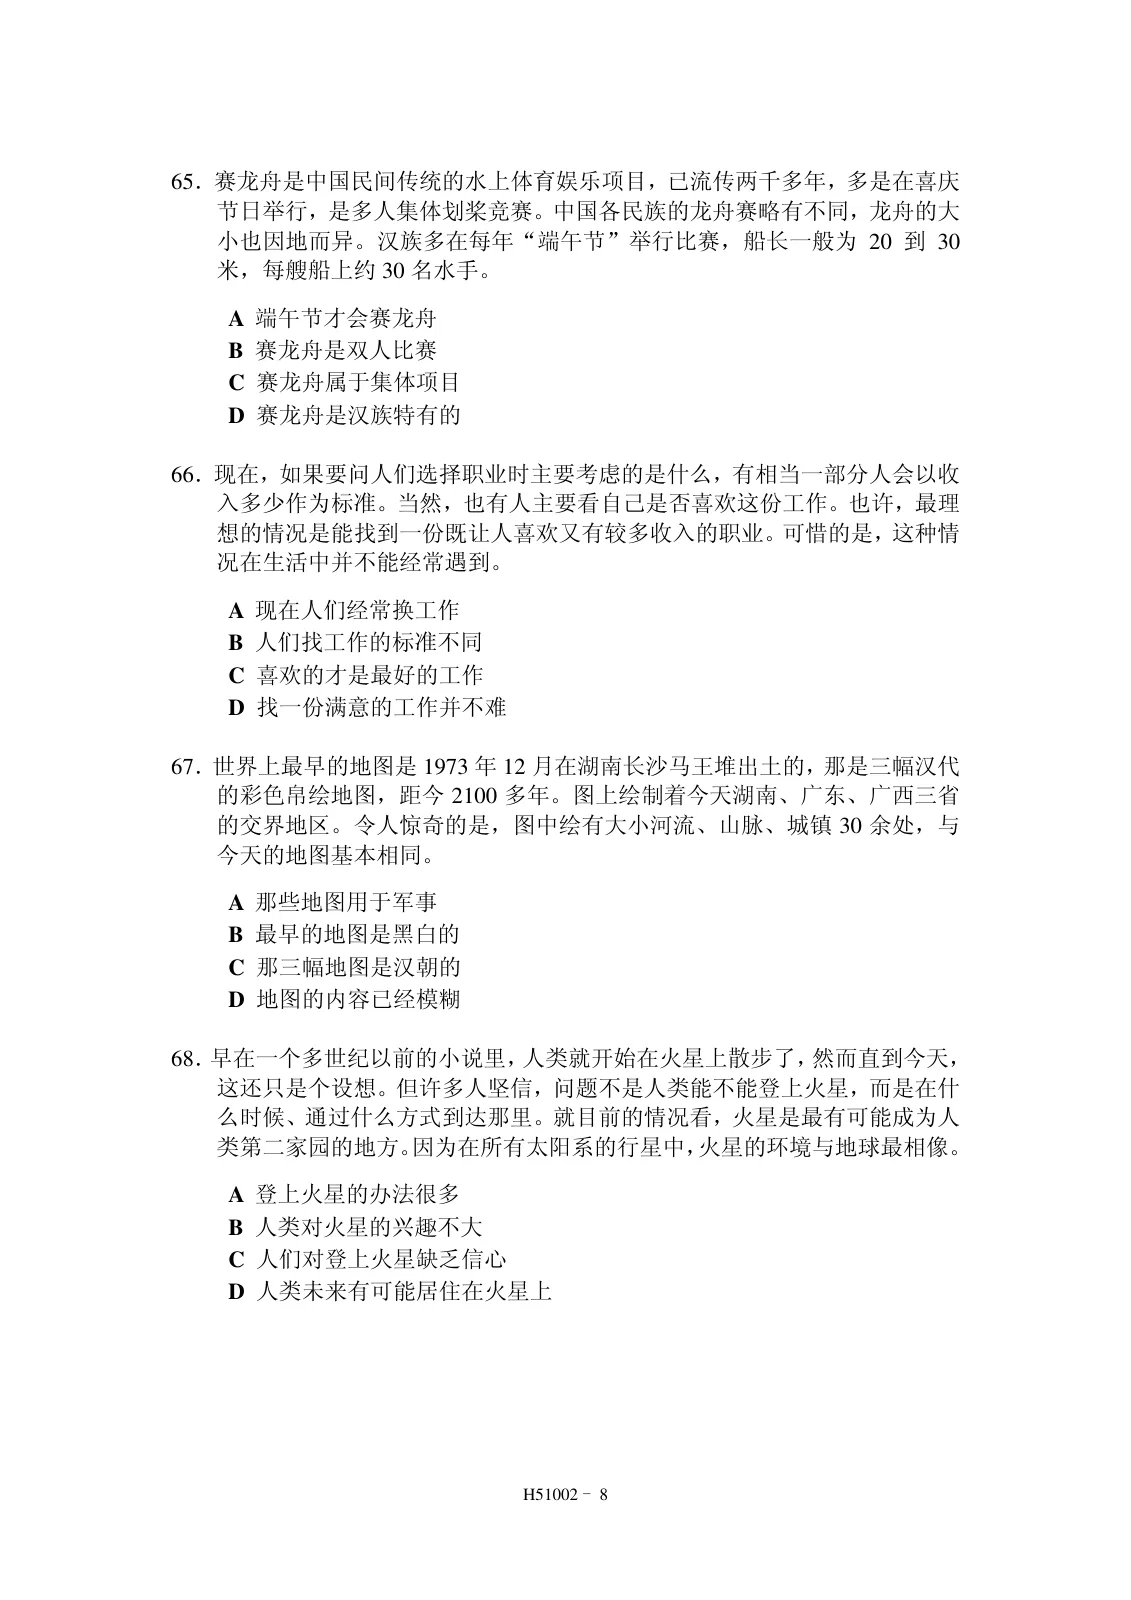 65．赛龙舟是中国民间传统的水上体育娱乐项目，已流传两千多年，多是在喜庆
节日举行，是多人集体划桨竞赛。中国各民族的龙舟赛略有不同，龙舟的大
小也因地而异。汉族多在每年“端午节”举行比赛，船长一般为 20 到 30
米，每艘船上约 30 名水手。
A 端午节才会赛龙舟
B 赛龙舟是双人比赛
C 赛龙舟属于集体项目
D 赛龙舟是汉族特有的
66．现在，如果要问人们选择职业时主要考虑的是什么，有相当一部分人会以收
入多少作为标准。当然，也有人主要看自己是否喜欢这份工作。也许，最理
想的情况是能找到一份既让人喜欢又有较多收入的职业。可惜的是，这种情
况在生活中并不能经常遇到。
A 现在人们经常换工作
B 人们找工作的标准不同
C 喜欢的才是最好的工作
D 找一份满意的工作并不难
67．世界上最早的地图是 1973 年 12 月在湖南长沙马王堆出土的，那是三幅汉代
的彩色帛绘地图，距今 2100 多年。图上绘制着今天湖南、广东、广西三省
的交界地区。令人惊奇的是，图中绘有大小河流、山脉、城镇 30 余处，与
今天的地图基本相同。
A 那些地图用于军事
B 最早的地图是黑白的
C 那三幅地图是汉朝的
D 地图的内容已经模糊
68．早在一个多世纪以前的小说里，人类就开始在火星上散步了，然而直到今天，
这还只是个设想。但许多人坚信，问题不是人类能不能登上火星，而是在什
么时候、通过什么方式到达那里。就目前的情况看，火星是最有可能成为人
类第二家园的地方。因为在所有太阳系的行星中，火星的环境与地球最相像。
A 登上火星的办法很多
B 人类对火星的兴趣不大
C 人们对登上火星缺乏信心
D 人类未来有可能居住在火星上
H51002－ 8